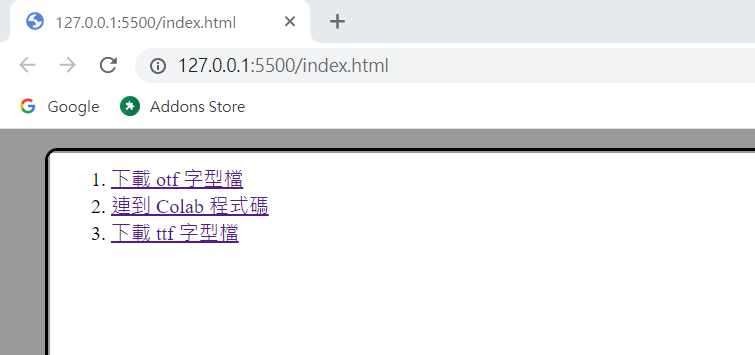 127.0.0.1:5500/index.html
127.0.0.1:5500/index.html
Google Addons Store
1. 下載 otf 字型檔
2. 連到 Colab 程式碼
3. 下載 ttf 字型檔